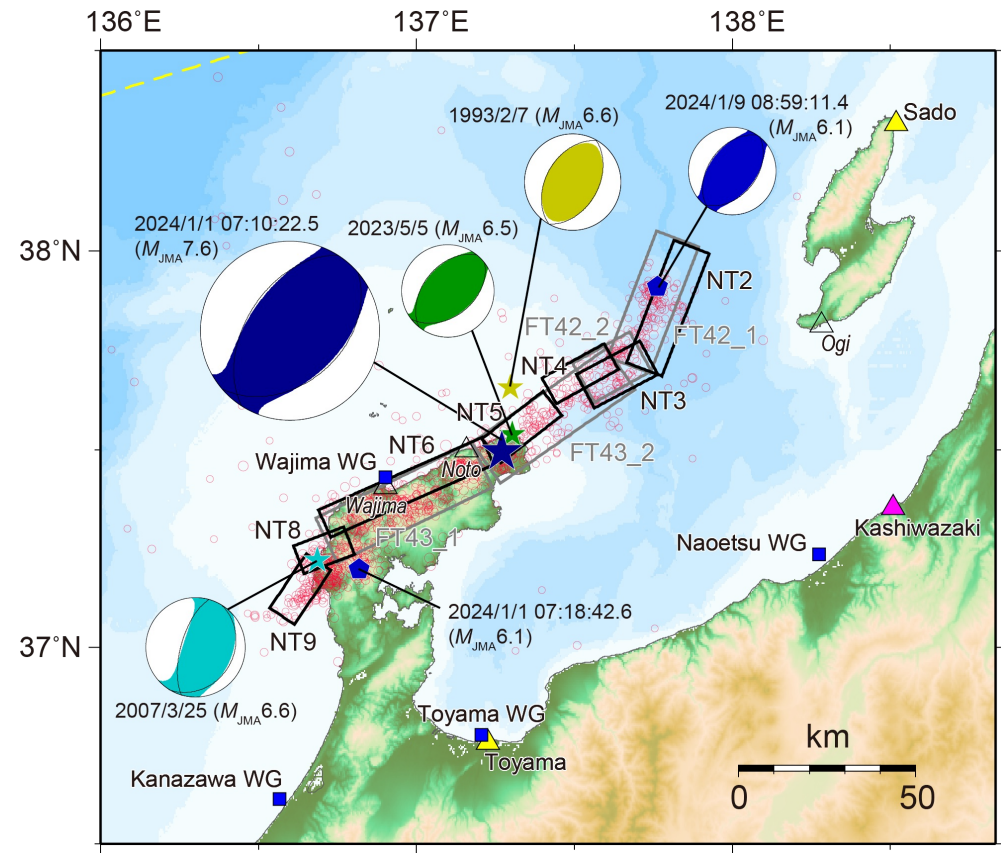 136°E 137°E 138°E
1993/2/7 (MJMA6.6)
2024/1/9 08:59:11.4
(MJMA6.1)
Sado
2024/1/1 07:10:22.5
(MJMA7.6)
2023/5/5 (MJMA6.5)
38°N
NT2
FT42_2
FT42_1
Ogi
NT4
NT3
NT5
NT6
FT43_2
Wajima WG
Noto
Wajima
NT8
FT43_1
Kashiwazaki
Naoetsu WG
2024/1/1 07:18:42.6
(MJMA6.1)
37°N
NT9
2007/3/25 (MJMA6.6)
Toyama WG
Toyama
km
0 50
Kanazawa WG